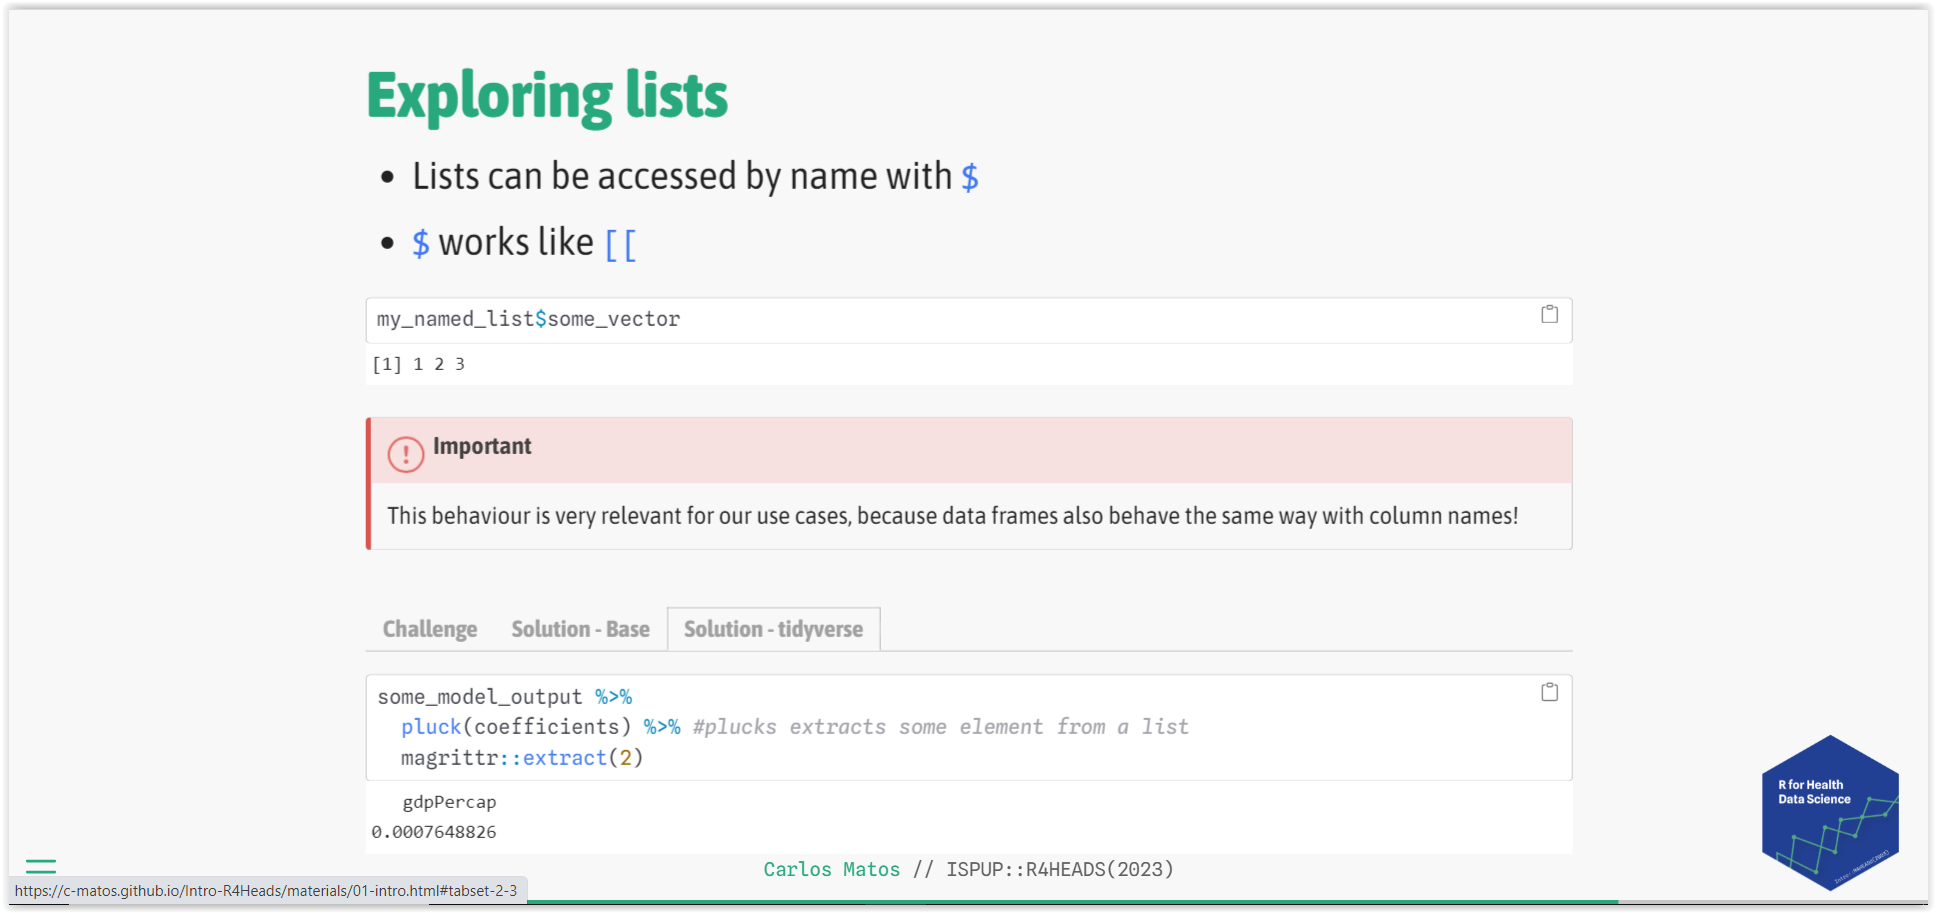 Exploring lists
• Lists can be accessed by name with $
• $ works like [[
my_named_list$some_vector
[1] 1 2 3
! Important
This behaviour is very relevant for our use cases, because data frames also behave the same way with column names!
Challenge Solution - Base Solution - tidyverse
some_model_output %>%
  pluck(coefficients) %>% #plucks extracts some element from a list
  magrittr::extract(2)
   gdpPercap
0.0007648826
R for Health
Data Science
Carlos Matos // ISPUP::R4HEADS(2023)
https://c-matos.github.io/Intro-R4Heads/materials/01-intro.html#tabset-2-3